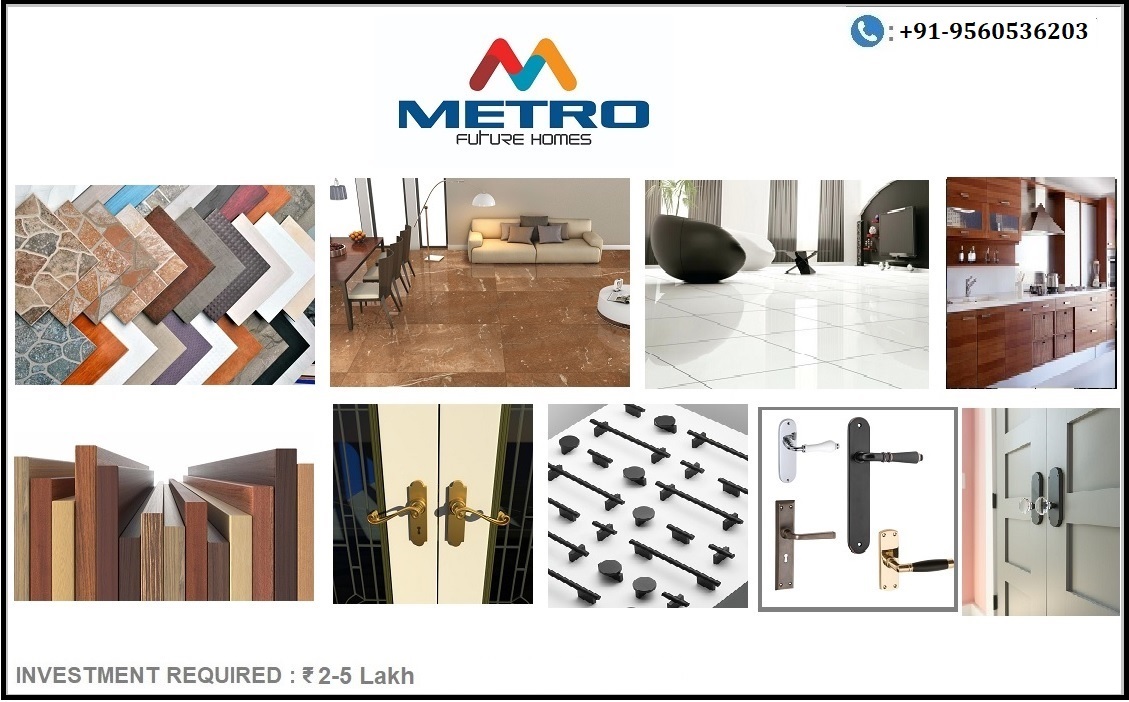 : +91-9560536203
METRO
FUTURE HOMES
INVESTMENT REQUIRED : ₹ 2-5 Lakh